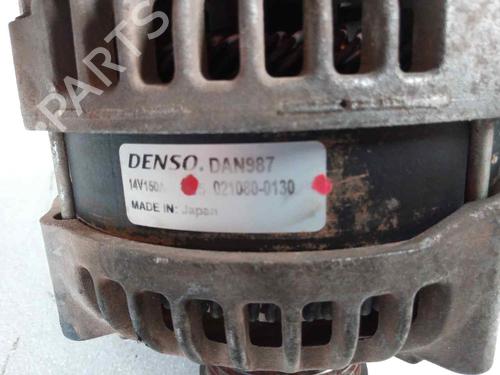 PARTS
DENSO. DAN987
14V150A 021080-0130
MADE IN: Japan